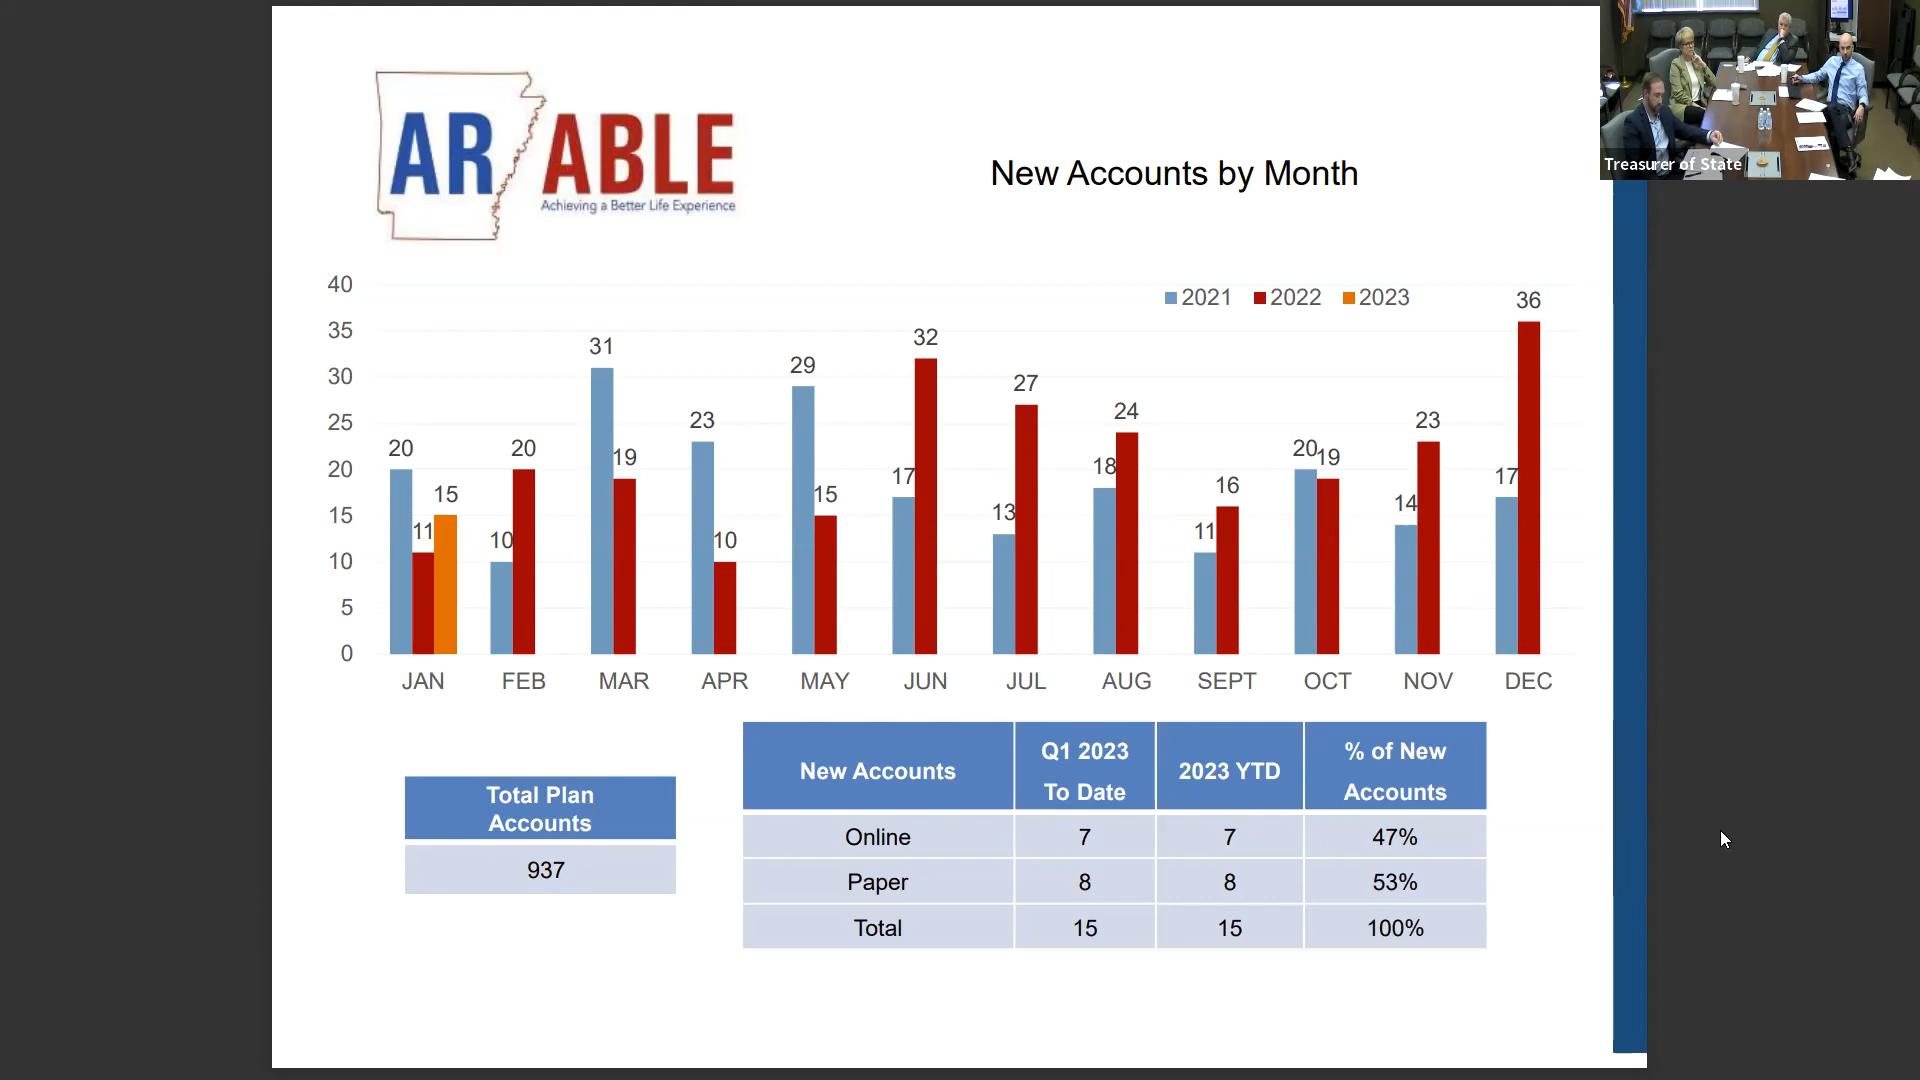 AR ABLE
Achieving a Better Life Experience
New Accounts by Month
Treasurer of State
2021 2022 2023
40
35
30
25
20
15
10
5
0
20 11 15
10 20
31 19
23 10
29 15
17 32
13 27
18 24
11 16
20 19
14 23
17 36
JAN FEB MAR APR MAY JUN JUL AUG SEPT OCT NOV DEC
Total Plan
Accounts
937
New Accounts Q1 2023 To Date 2023 YTD % of New Accounts
Online 7 7 47%
Paper 8 8 53%
Total 15 15 100%